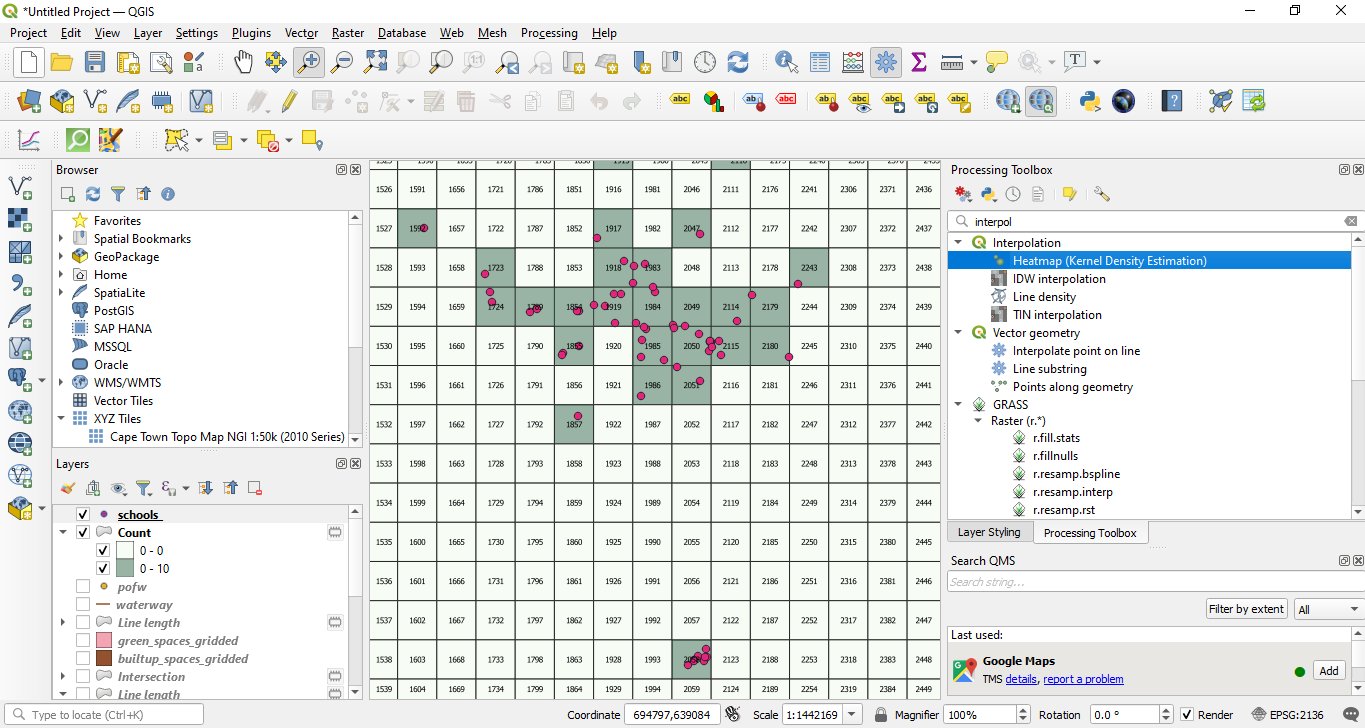 *Untitled Project — QGIS
Project Edit View Layer Settings Plugins Vector Raster Database Web Mesh Processing Help
Browser
Favorites
Spatial Bookmarks
GeoPackage
Home
SpatiaLite
PostGIS
SAP HANA
MSSQL
Oracle
WMS/WMTS
Vector Tiles
XYZ Tiles
Cape Town Topo Map NGI 1:50k (2010 Series)
Layers
schools
Count
0 - 0
0 - 10
pofw
waterway
Line length
green_spaces_gridded
builtup_spaces_gridded
Intersection
Line length
1526 1591 1656 1721 1786 1851 1916 1981 2046 2111 2176 2241 2306 2371 2436
1527 1592 1657 1722 1787 1852 1917 1982 2047 2112 2177 2242 2307 2372 2437
1528 1593 1658 1723 1788 1853 1918 1983 2048 2113 2178 2243 2308 2373 2438
1529 1594 1659 1724 1789 1854 1919 1984 2049 2114 2179 2244 2309 2374 2439
1530 1595 1660 1725 1790 1855 1920 1985 2050 2115 2180 2245 2310 2375 2440
1531 1596 1661 1726 1791 1856 1921 1986 2051 2116 2181 2246 2311 2376 2441
1532 1597 1662 1727 1792 1857 1922 1987 2052 2117 2182 2247 2312 2377 2442
1533 1598 1663 1728 1793 1858 1923 1988 2053 2118 2183 2248 2313 2378 2443
1534 1599 1664 1729 1794 1859 1924 1989 2054 2119 2184 2249 2314 2379 2444
1535 1600 1665 1730 1795 1860 1925 1990 2055 2120 2185 2250 2315 2380 2445
1536 1601 1666 1731 1796 1861 1926 1991 2056 2121 2186 2251 2316 2381 2446
1537 1602 1667 1732 1797 1862 1927 1992 2057 2122 2187 2252 2317 2382 2447
1538 1603 1668 1733 1798 1863 1928 1993 2123 2188 2253 2318 2383 2448
1539 1604 1669 1734 1799 1864 1929 1994 2059 2124 2189 2254 2319 2384 2449
Processing Toolbox
interpol
Interpolation
Heatmap (Kernel Density Estimation)
IDW interpolation
Line density
TIN interpolation
Vector geometry
Interpolate point on line
Line substring
Points along geometry
GRASS
Raster (r.*)
r.fill.stats
r.fillnulls
r.resamp.bspline
r.resamp.interp
r.resamp.rst
Layer Styling Processing Toolbox
Search QMS
Search string...
Filter by extent All
Last used:
Google Maps
TMS details, report a problem
Add
Type to locate (Ctrl+K)
Coordinate 694797,639084 Scale 1:1442169 Magnifier 100% Rotation 0.0 ° Render EPSG:2136